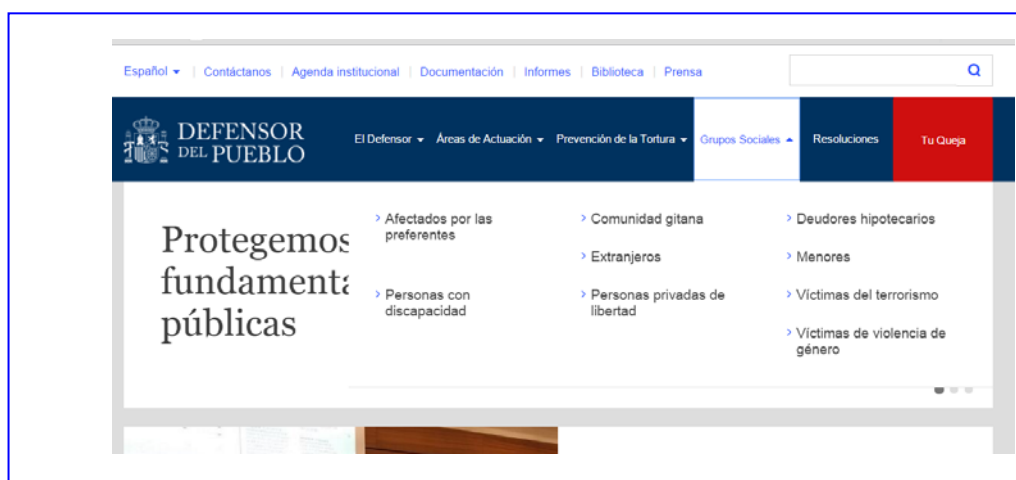 Español | Contáctanos | Agenda institucional | Documentación | Informes | Biblioteca | Prensa
DEFENSOR
DEL PUEBLO
El Defensor Áreas de Actuación Prevención de la Tortura Grupos Sociales Resoluciones Tu Queja
Protegemos
fundamenta
públicas
Afectados por las
preferentes
Personas con
discapacidad
Comunidad gitana
Extranjeros
Personas privadas de
libertad
Deudores hipotecarios
Menores
Víctimas del terrorismo
Víctimas de violencia de
género